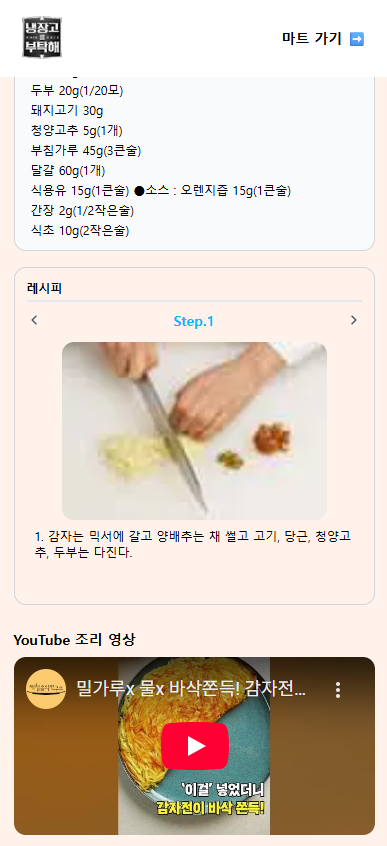 냉장고
를
부탁해
마트 가기 ➡️
두부 20g(1/20모)
돼지고기 30g
청양고추 5g(1개)
부침가루 45g(3큰술)
달걀 60g(1개)
식용유 15g(1큰술) ●소스 : 오렌지즙 15g(1큰술)
간장 2g(1/2작은술)
식초 10g(2작은술)
레시피
Step.1
1. 감자는 믹서에 갈고 양배추는 채 썰고 고기, 당근, 청양고
추, 두부는 다진다.
YouTube 조리 영상
밀가루x 물x 바삭쫀득! 감자전...
'이걸' 넣었더니
감자전이 바삭 쫀득!